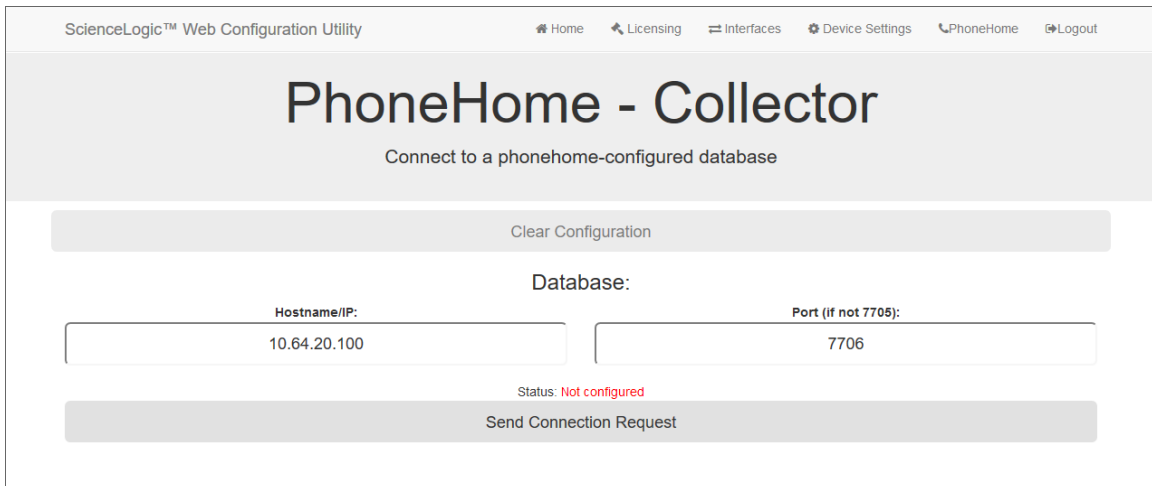 ScienceLogic™ Web Configuration Utility Home Licensing Interfaces Device Settings PhoneHome Logout
PhoneHome - Collector
Connect to a phonehome-configured database
Clear Configuration
Database:
Hostname/IP: Port (if not 7705):
10.64.20.100 7706
Status: Not configured
Send Connection Request